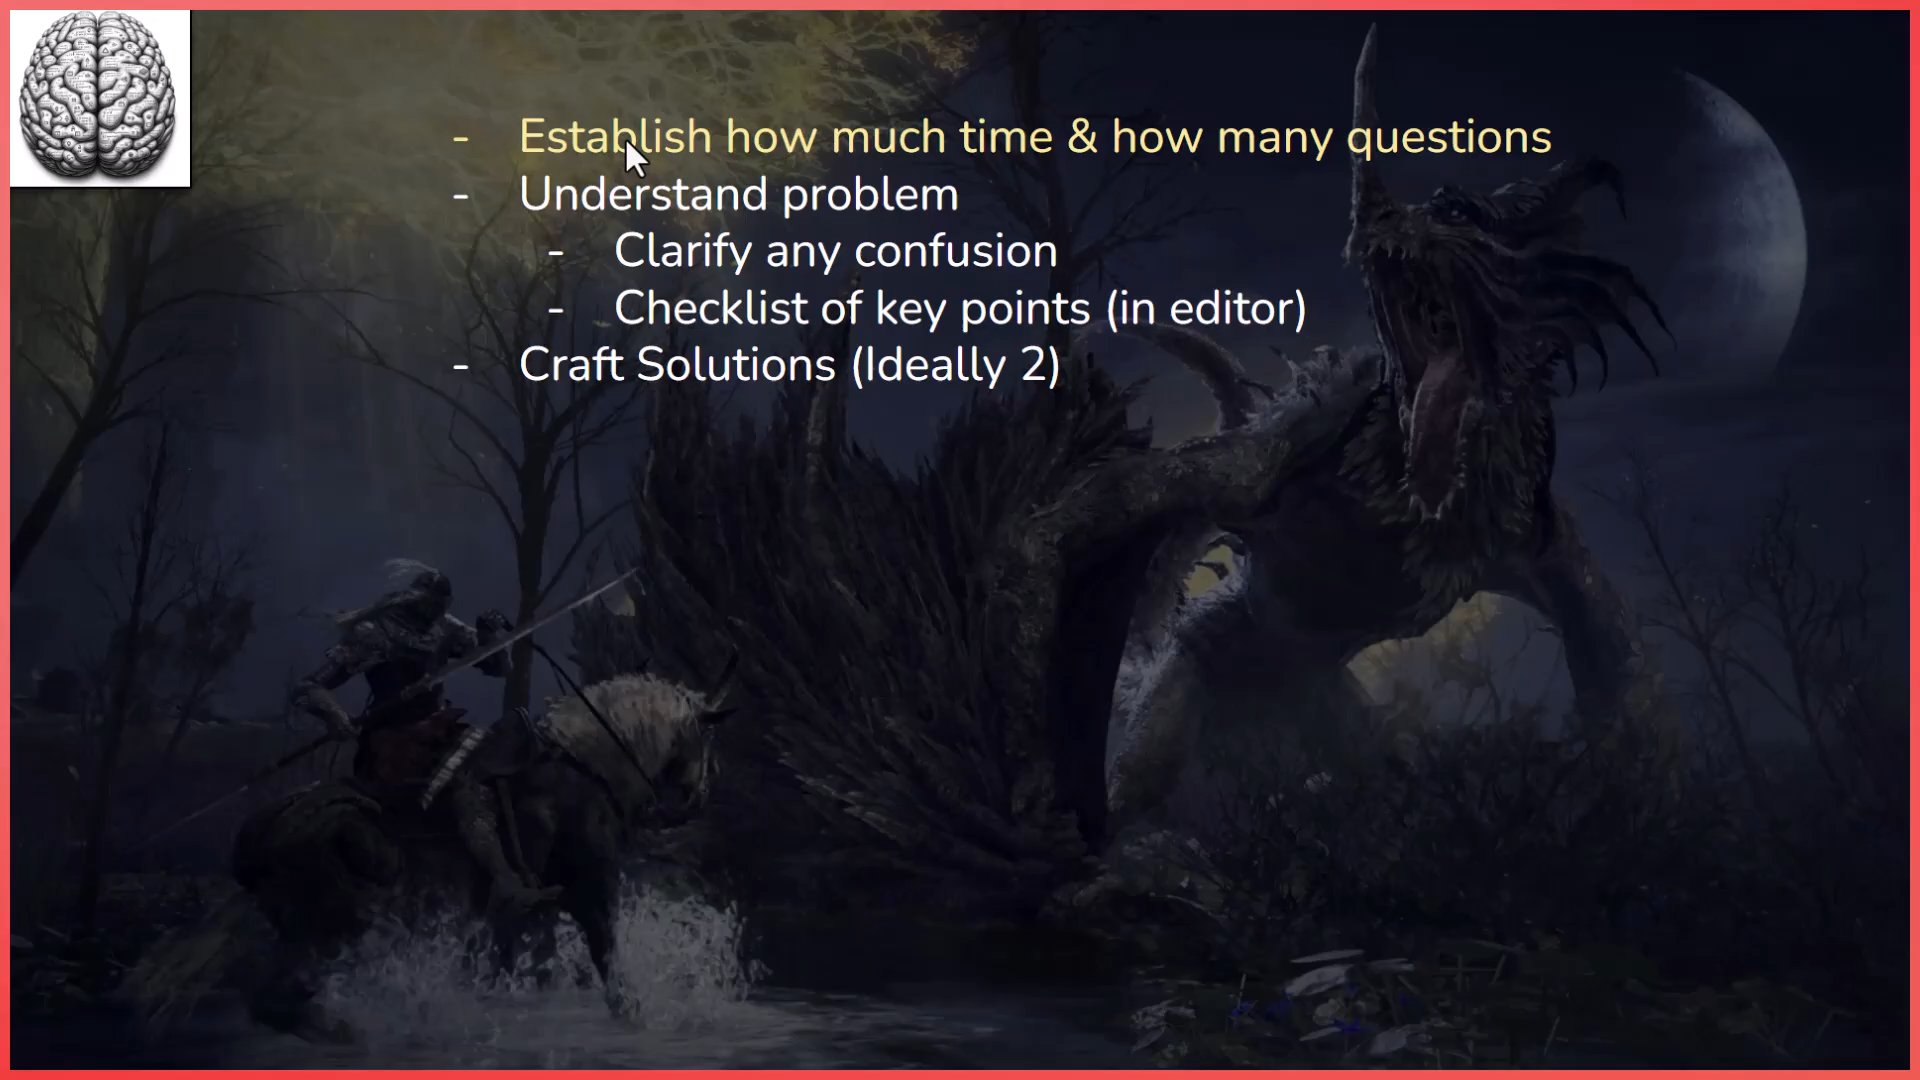 - Establish how much time & how many questions
- Understand problem
- Clarify any confusion
- Checklist of key points (in editor)
- Craft Solutions (Ideally 2)